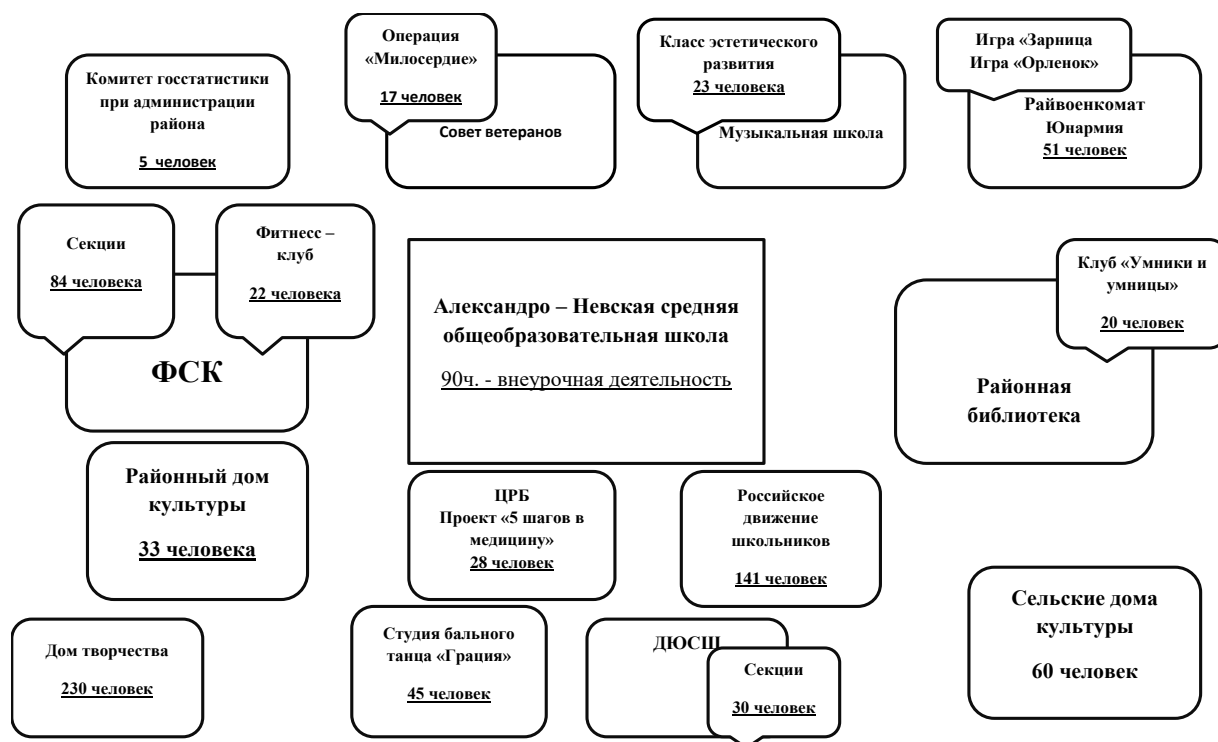 Комитет госстатистики
при администрации
района
5 человек
Операция
«Милосердие»
17 человек
Совет ветеранов
Класс эстетического
развития
23 человека
Музыкальная школа
Игра «Зарница
Игра «Орленок»
Райвоенкомат
Юнармия
51 человек
Секции
84 человека
Фитнесс –
клуб
22 человека
ФСК
Александро – Невская средняя
общеобразовательная школа
90ч. - внеурочная деятельность
Клуб «Умники и
умницы»
20 человек
Районная
библиотека
Районный дом
культуры
33 человека
ЦРБ
Проект «5 шагов в
медицину»
28 человек
Российское
движение
школьников
141 человек
Сельские дома
культуры
60 человек
Дом творчества
230 человек
Студия бального
танца «Грация»
45 человек
ДЮСШ
Секции
30 человек